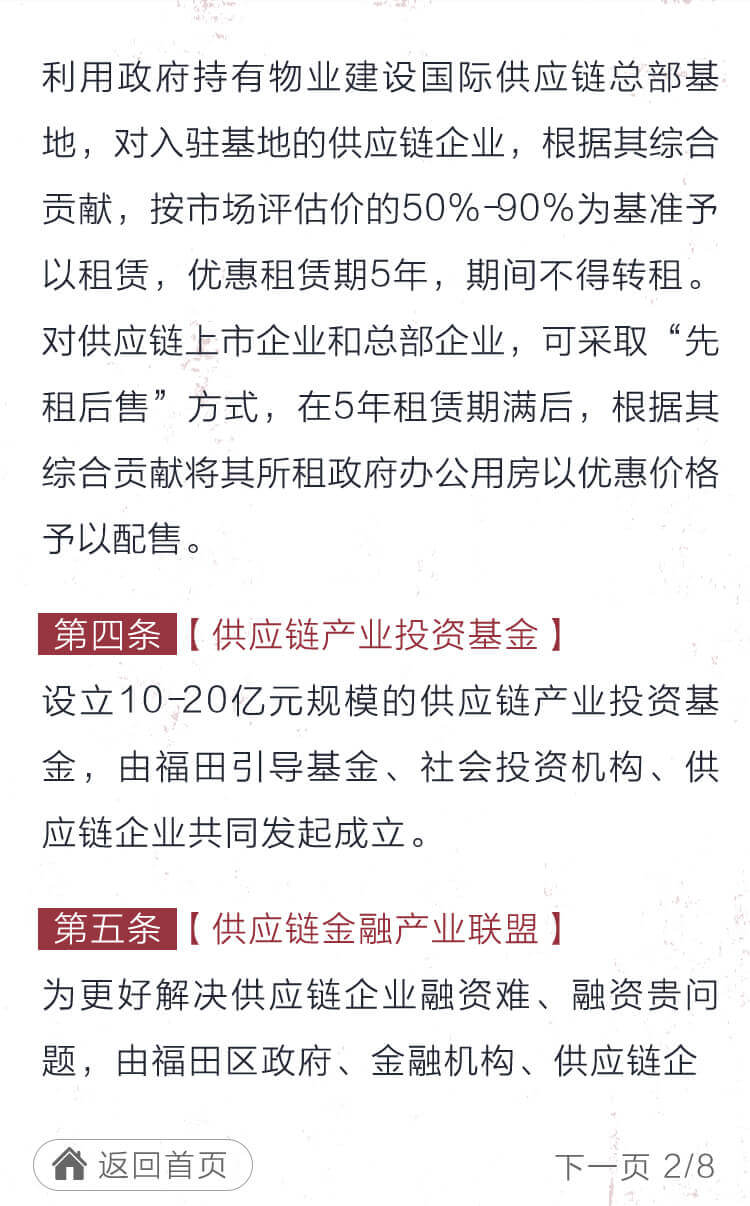 利用政府持有物业建设国际供应链总部基
地，对入驻基地的供应链企业，根据其综合
贡献，按市场评估价的50%-90%为基准予
以租赁，优惠租赁期5年，期间不得转租。
对供应链上市企业和总部企业，可采取“先
租后售”方式，在5年租赁期满后，根据其
综合贡献将其所租政府办公用房以优惠价格
予以配售。
第四条【供应链产业投资基金】
设立10-20亿元规模的供应链产业投资基
金，由福田引导基金、社会投资机构、供
应链企业共同发起成立。
第五条【供应链金融产业联盟】
为更好解决供应链企业融资难、融资贵问
题，由福田区政府、金融机构、供应链企
返回首页 下一页 2/8